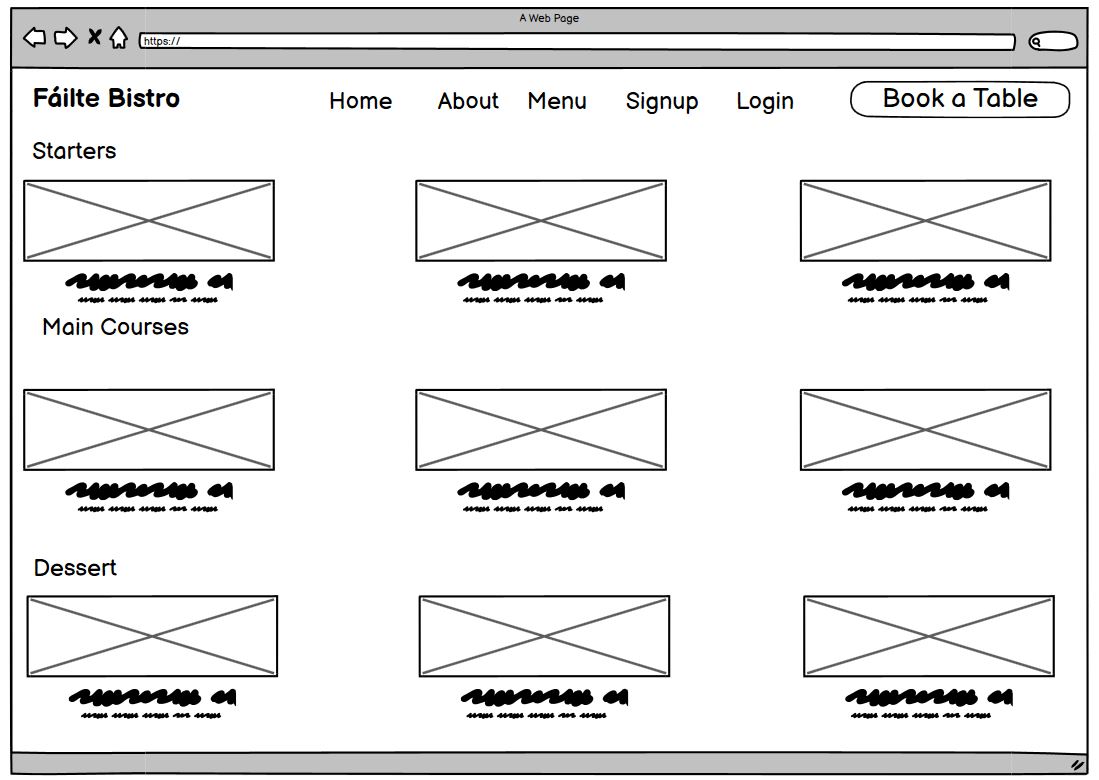 A Web Page
https://
Fáilte Bistro Home About Menu Signup Login Book a Table
Starters
Main Courses
Dessert